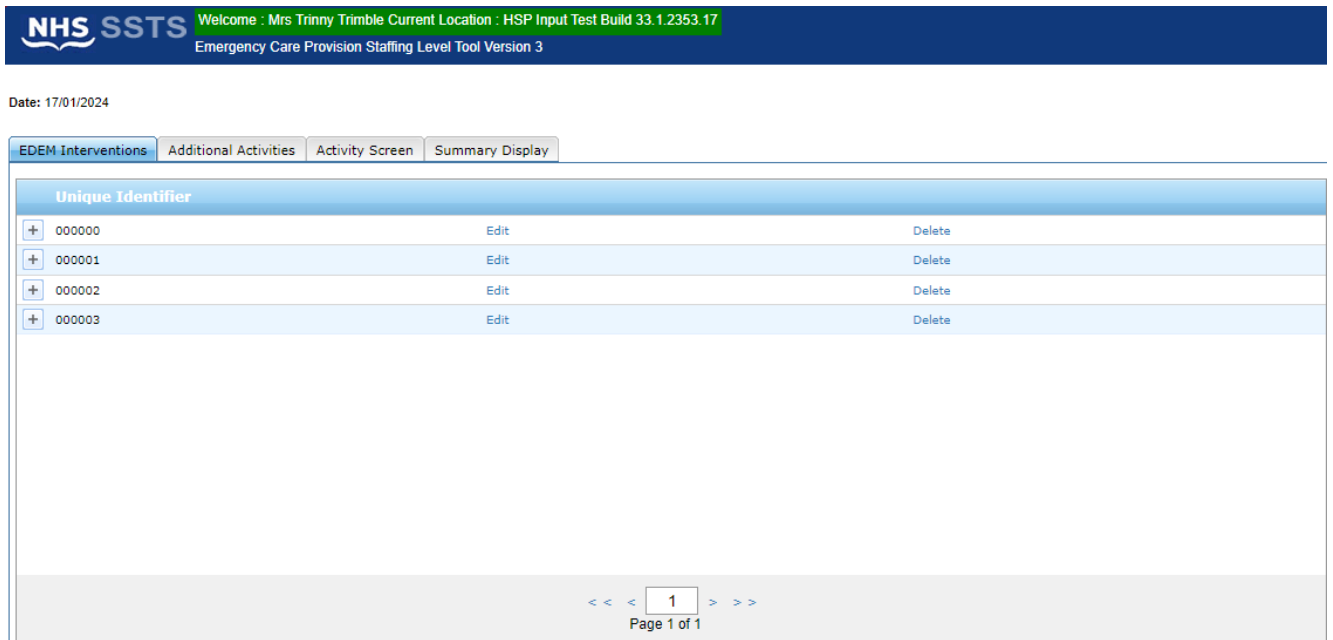 NHS SSTS Welcome : Mrs Trinny Trimble Current Location : HSP Input Test Build 33.1.2353.17
Emergency Care Provision Staffing Level Tool Version 3
Date: 17/01/2024
EDEM Interventions Additional Activities Activity Screen Summary Display
Unique Identifier
+ 000000 Edit Delete
+ 000001 Edit Delete
+ 000002 Edit Delete
+ 000003 Edit Delete
< < < 1 > > >
Page 1 of 1